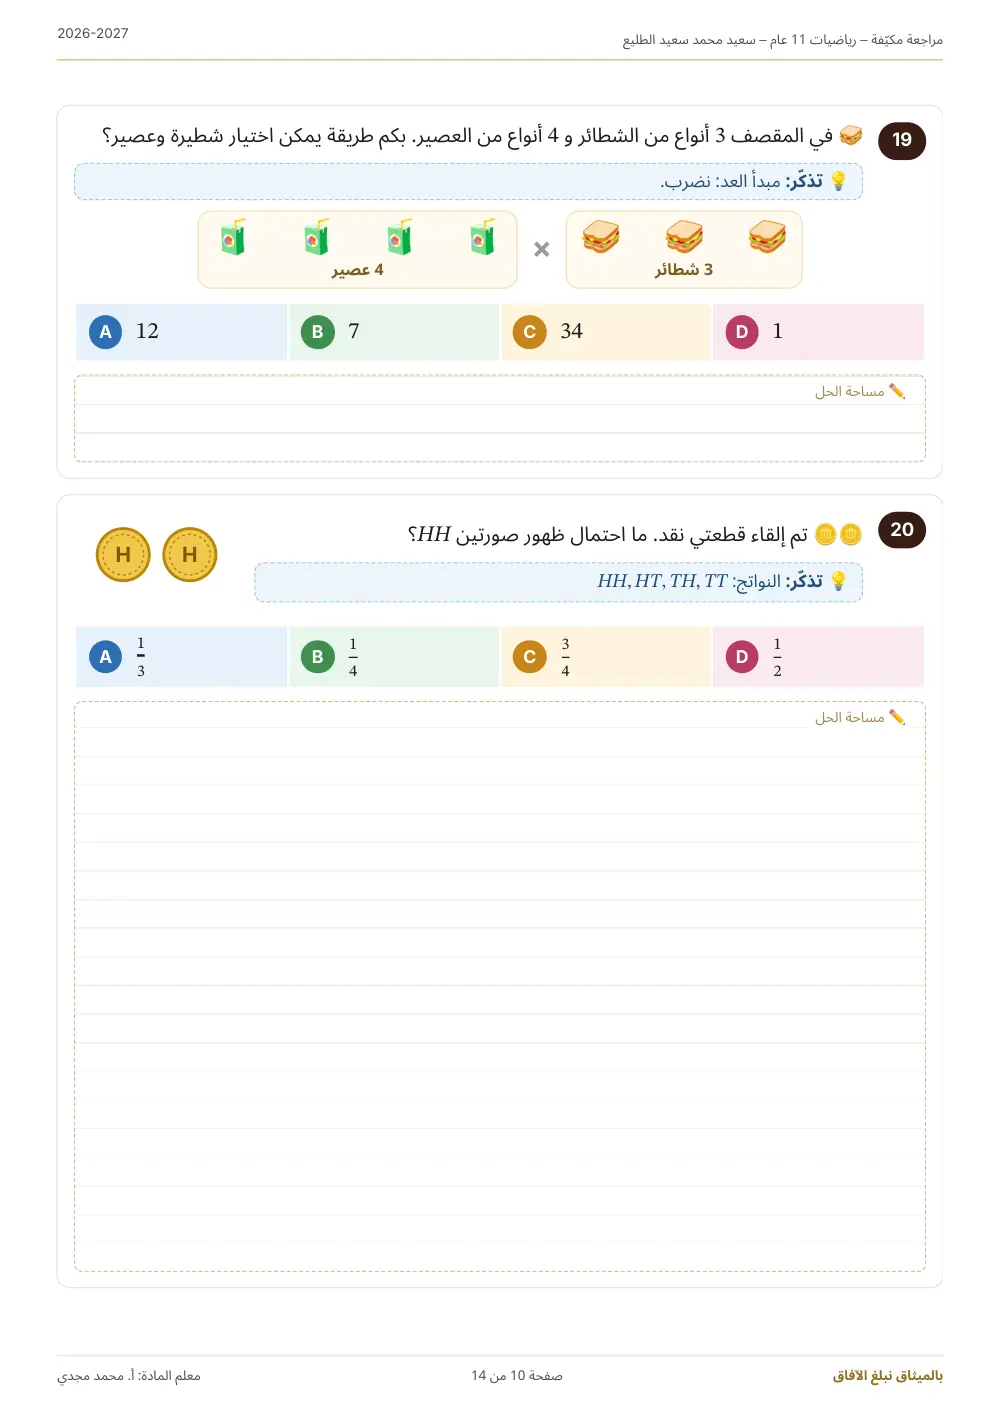 مراجعة مكيّفة – رياضيات 11 عام – سعيد محمد سعيد الطليع
2026-2027
19
في المقصف 3 أنواع من الشطائر و 4 أنواع من العصير. بكم طريقة يمكن اختيار شطيرة وعصير؟
تذكّر: مبدأ العد: نضرب.
3 شطائر
×
4 عصير
A 12
B 7
C 34
D 1
مساحة الحل
20
تم إلقاء قطعتي نقد. ما احتمال ظهور صورتين HH؟
H H
تذكّر: النواتج: HH, HT, TH, TT
A 1/3
B 1/4
C 3/4
D 1/2
مساحة الحل
بالميثاق نبلغ الآفاق
صفحة 10 من 14
معلم المادة: أ. محمد مجدي